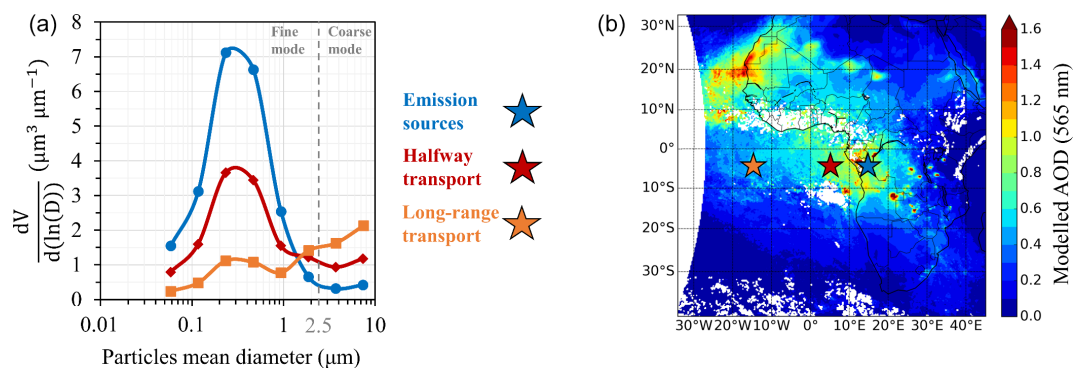 (a)
8
7
6
5
4
3
2
1
0
dV
d(ln(D))
(µm³ µm⁻¹)
Fine mode
Coarse mode
0.01
0.1
1
2.5
10
Particles mean diameter (µm)
Emission
sources
Halfway
transport
Long-range
transport
(b)
30°N
20°N
10°N
0°
10°S
20°S
30°S
30°W
20°W
10°W
0°
10°E
20°E
30°E
40°E
1.6
1.4
1.2
1.0
0.8
0.6
0.4
0.2
0.0
Modelled AOD (565 nm)